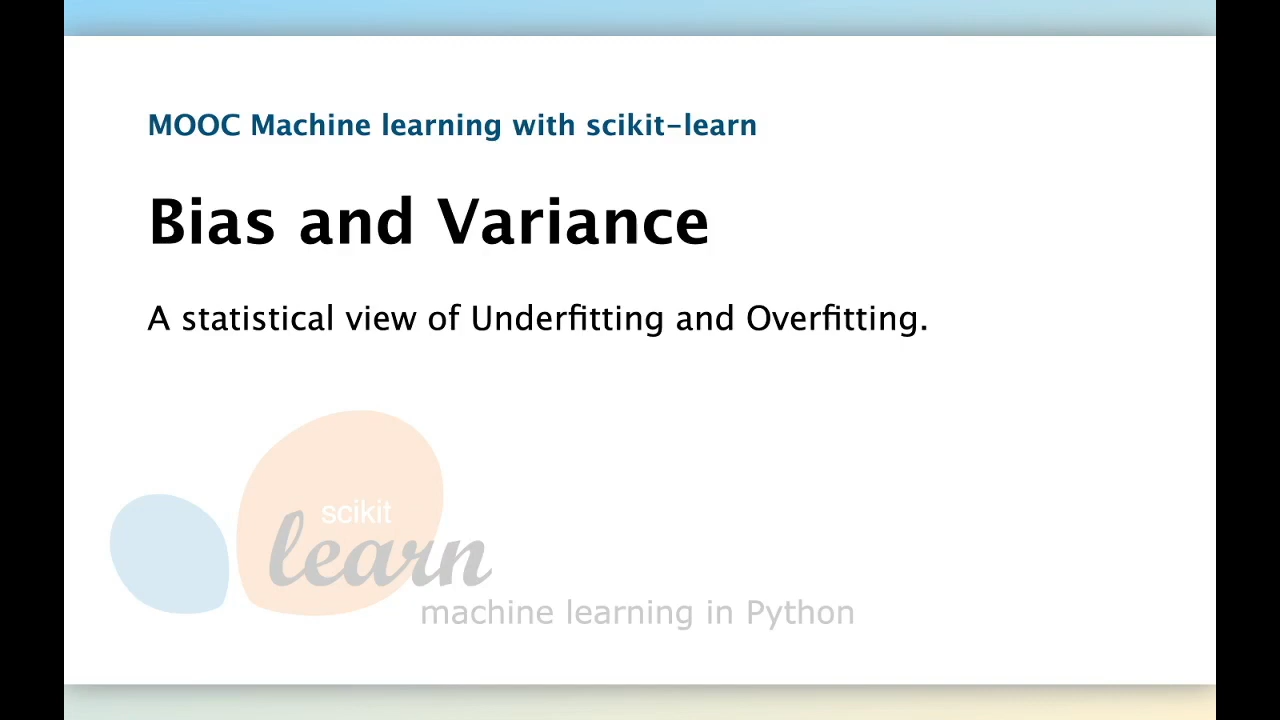 MOOC Machine learning with scikit-learn
Bias and Variance
A statistical view of Underfitting and Overfitting.
scikit
learn
machine learning in Python